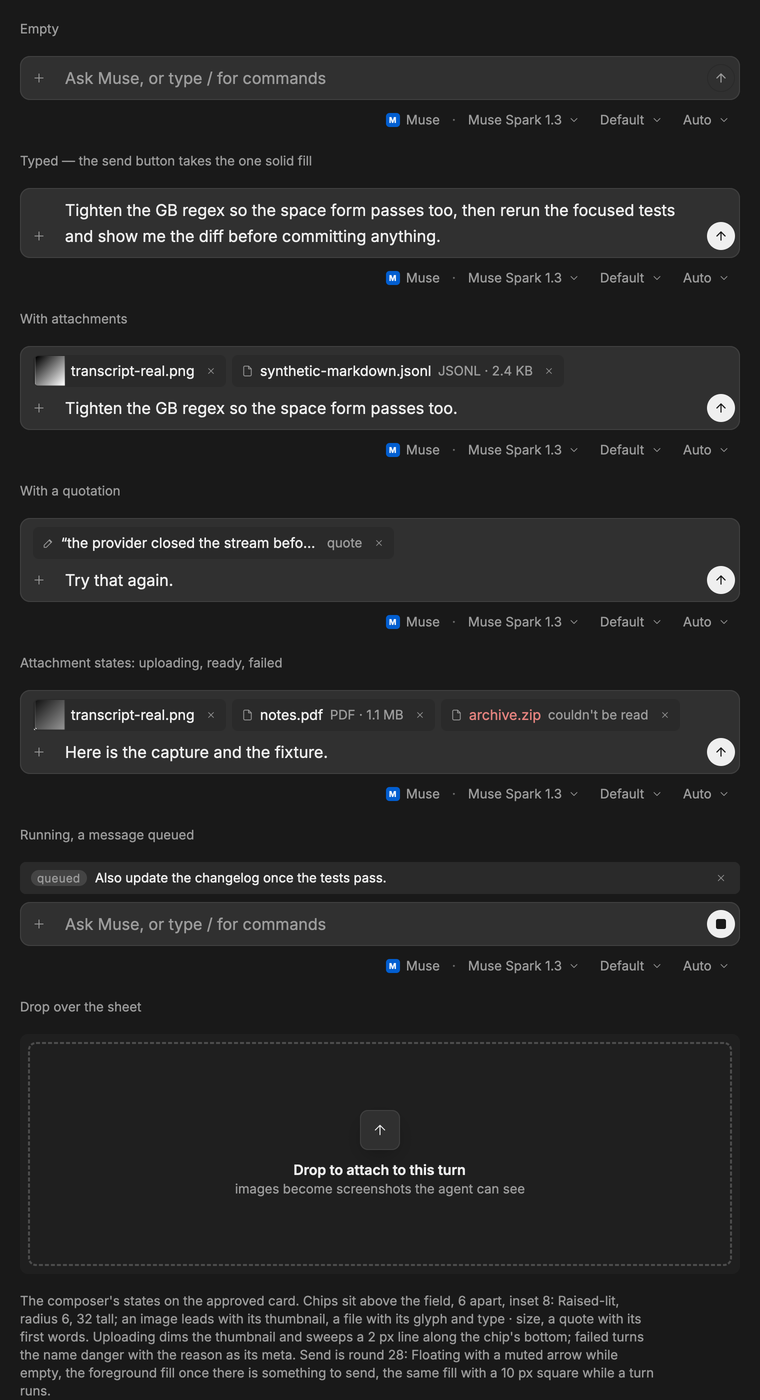 Empty
Ask Muse, or type / for commands
M Muse · Muse Spark 1.3 Default Auto
Typed — the send button takes the one solid fill
Tighten the GB regex so the space form passes too, then rerun the focused tests
and show me the diff before committing anything.
M Muse · Muse Spark 1.3 Default Auto
With attachments
transcript-real.png × synthetic-markdown.jsonl JSONL · 2.4 KB ×
Tighten the GB regex so the space form passes too.
M Muse · Muse Spark 1.3 Default Auto
With a quotation
“the provider closed the stream befo... quote ×
Try that again.
M Muse · Muse Spark 1.3 Default Auto
Attachment states: uploading, ready, failed
transcript-real.png × notes.pdf PDF · 1.1 MB × archive.zip couldn't be read ×
Here is the capture and the fixture.
M Muse · Muse Spark 1.3 Default Auto
Running, a message queued
queued Also update the changelog once the tests pass. ×
Ask Muse, or type / for commands
M Muse · Muse Spark 1.3 Default Auto
Drop over the sheet
Drop to attach to this turn
images become screenshots the agent can see
The composer's states on the approved card. Chips sit above the field, 6 apart, inset 8: Raised-lit,
radius 6, 32 tall; an image leads with its thumbnail, a file with its glyph and type · size, a quote with its
first words. Uploading dims the thumbnail and sweeps a 2 px line along the chip's bottom; failed turns
the name danger with the reason as its meta. Send is round 28: Floating with a muted arrow while
empty, the foreground fill once there is something to send, the same fill with a 10 px square while a turn
runs.